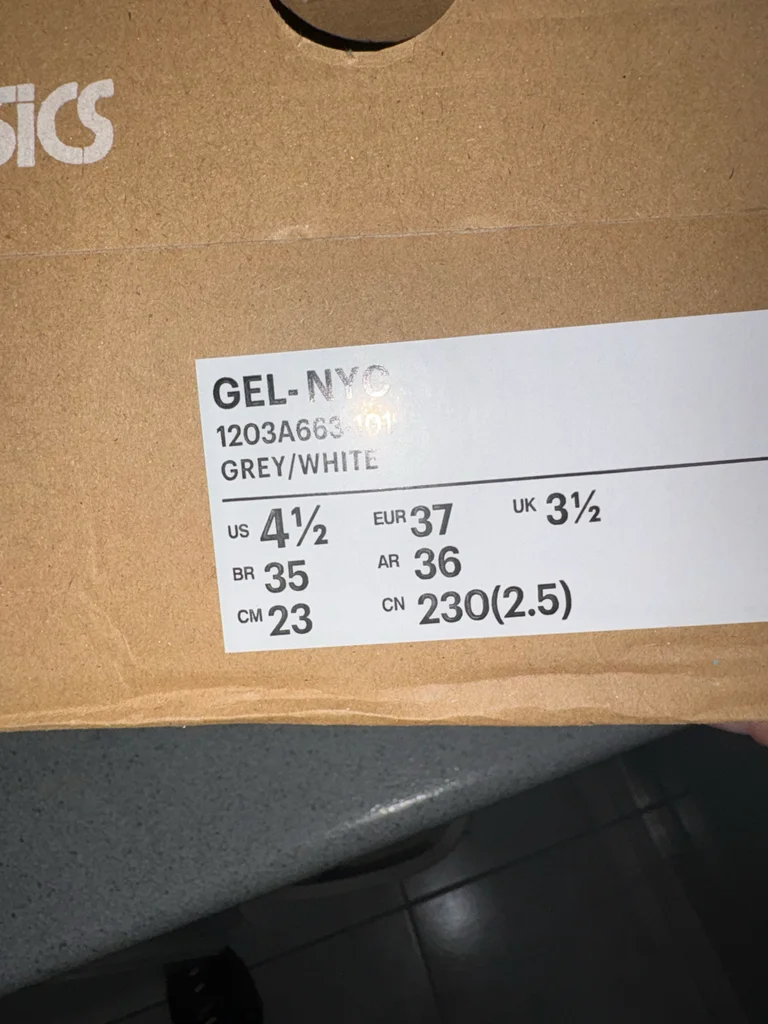 SICS
GEL-NYC
1203A663-101
GREY/WHITE
US 4½ EUR 37 UK 3½
BR 35 AR 36
CM 23 CN 230(2.5)